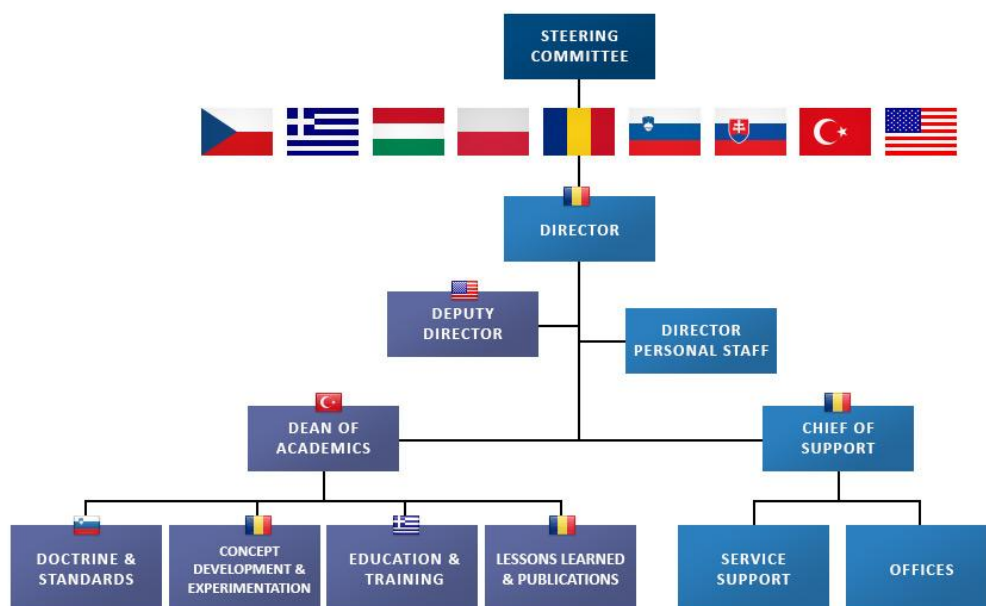 STEERING
COMMITTEE
DIRECTOR
DEPUTY
DIRECTOR
DIRECTOR
PERSONAL STAFF
DEAN OF
ACADEMICS
CHIEF OF
SUPPORT
DOCTRINE &
STANDARDS
CONCEPT
DEVELOPMENT &
EXPERIMENTATION
EDUCATION &
TRAINING
LESSONS LEARNED
& PUBLICATIONS
SERVICE
SUPPORT
OFFICES